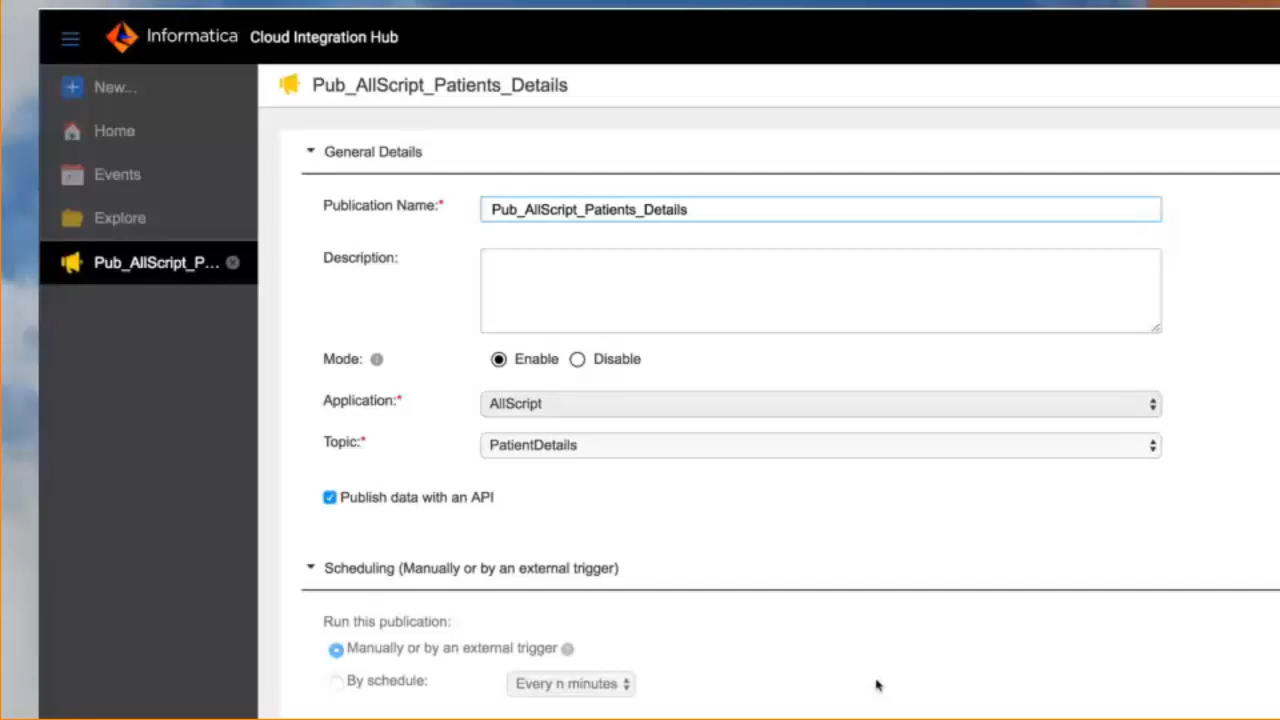 Informatica Cloud Integration Hub
New...
Home
Events
Explore
Pub_AllScript_P...
Pub_AllScript_Patients_Details
General Details
Publication Name:* Pub_AllScript_Patients_Details
Description:
Mode: Enable Disable
Application:* AllScript
Topic:* PatientDetails
Publish data with an API
Scheduling (Manually or by an external trigger)
Run this publication:
Manually or by an external trigger
By schedule: Every n minutes